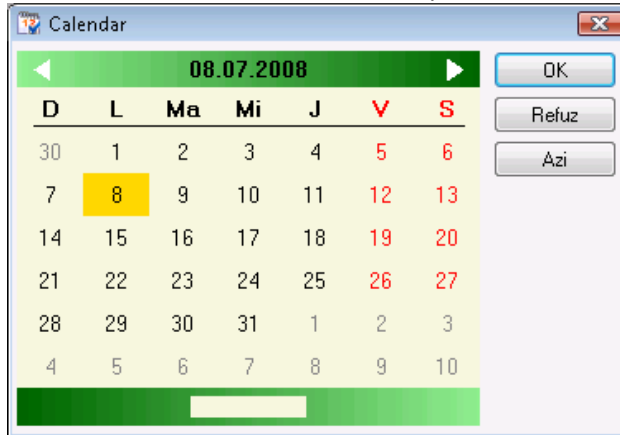 Calendar
08.07.2008
D L Ma Mi J V S
30 1 2 3 4 5 6
7 8 9 10 11 12 13
14 15 16 17 18 19 20
21 22 23 24 25 26 27
28 29 30 31 1 2 3
4 5 6 7 8 9 10
OK
Refuz
Azi